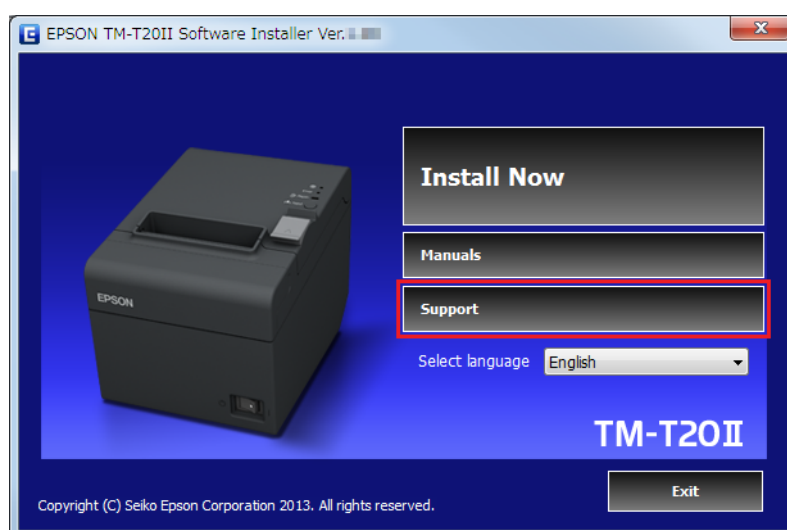 EPSON TM-T20II Software Installer Ver.
Install Now
Manuals
EPSON
Support
Select language English
TM-T20II
Exit
Copyright (C) Seiko Epson Corporation 2013. All rights reserved.